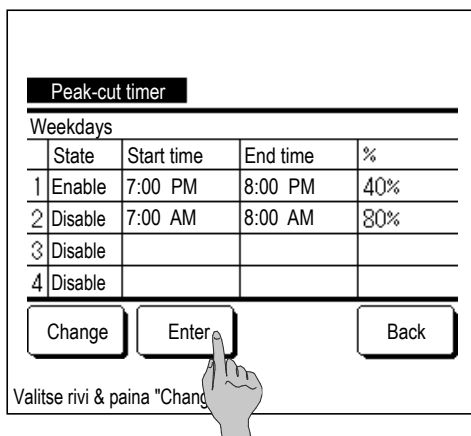 Peak-cut timer
Weekdays
State Start time End time %
1 Enable 7:00 PM 8:00 PM 40%
2 Disable 7:00 AM 8:00 AM 80%
3 Disable
4 Disable
Change Enter Back
Valitse rivi & paina "Chang